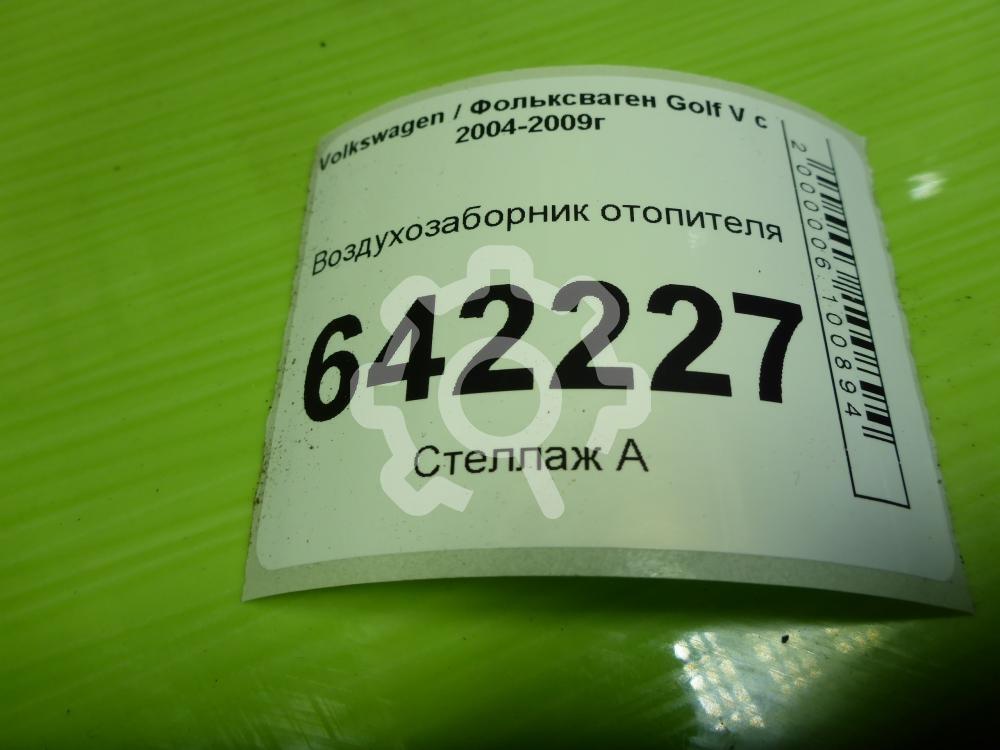 Volkswagen / Фольксваген Golf V с
2004-2009г
Воздухозаборник отопителя
642227
Стеллаж А
2000006100894